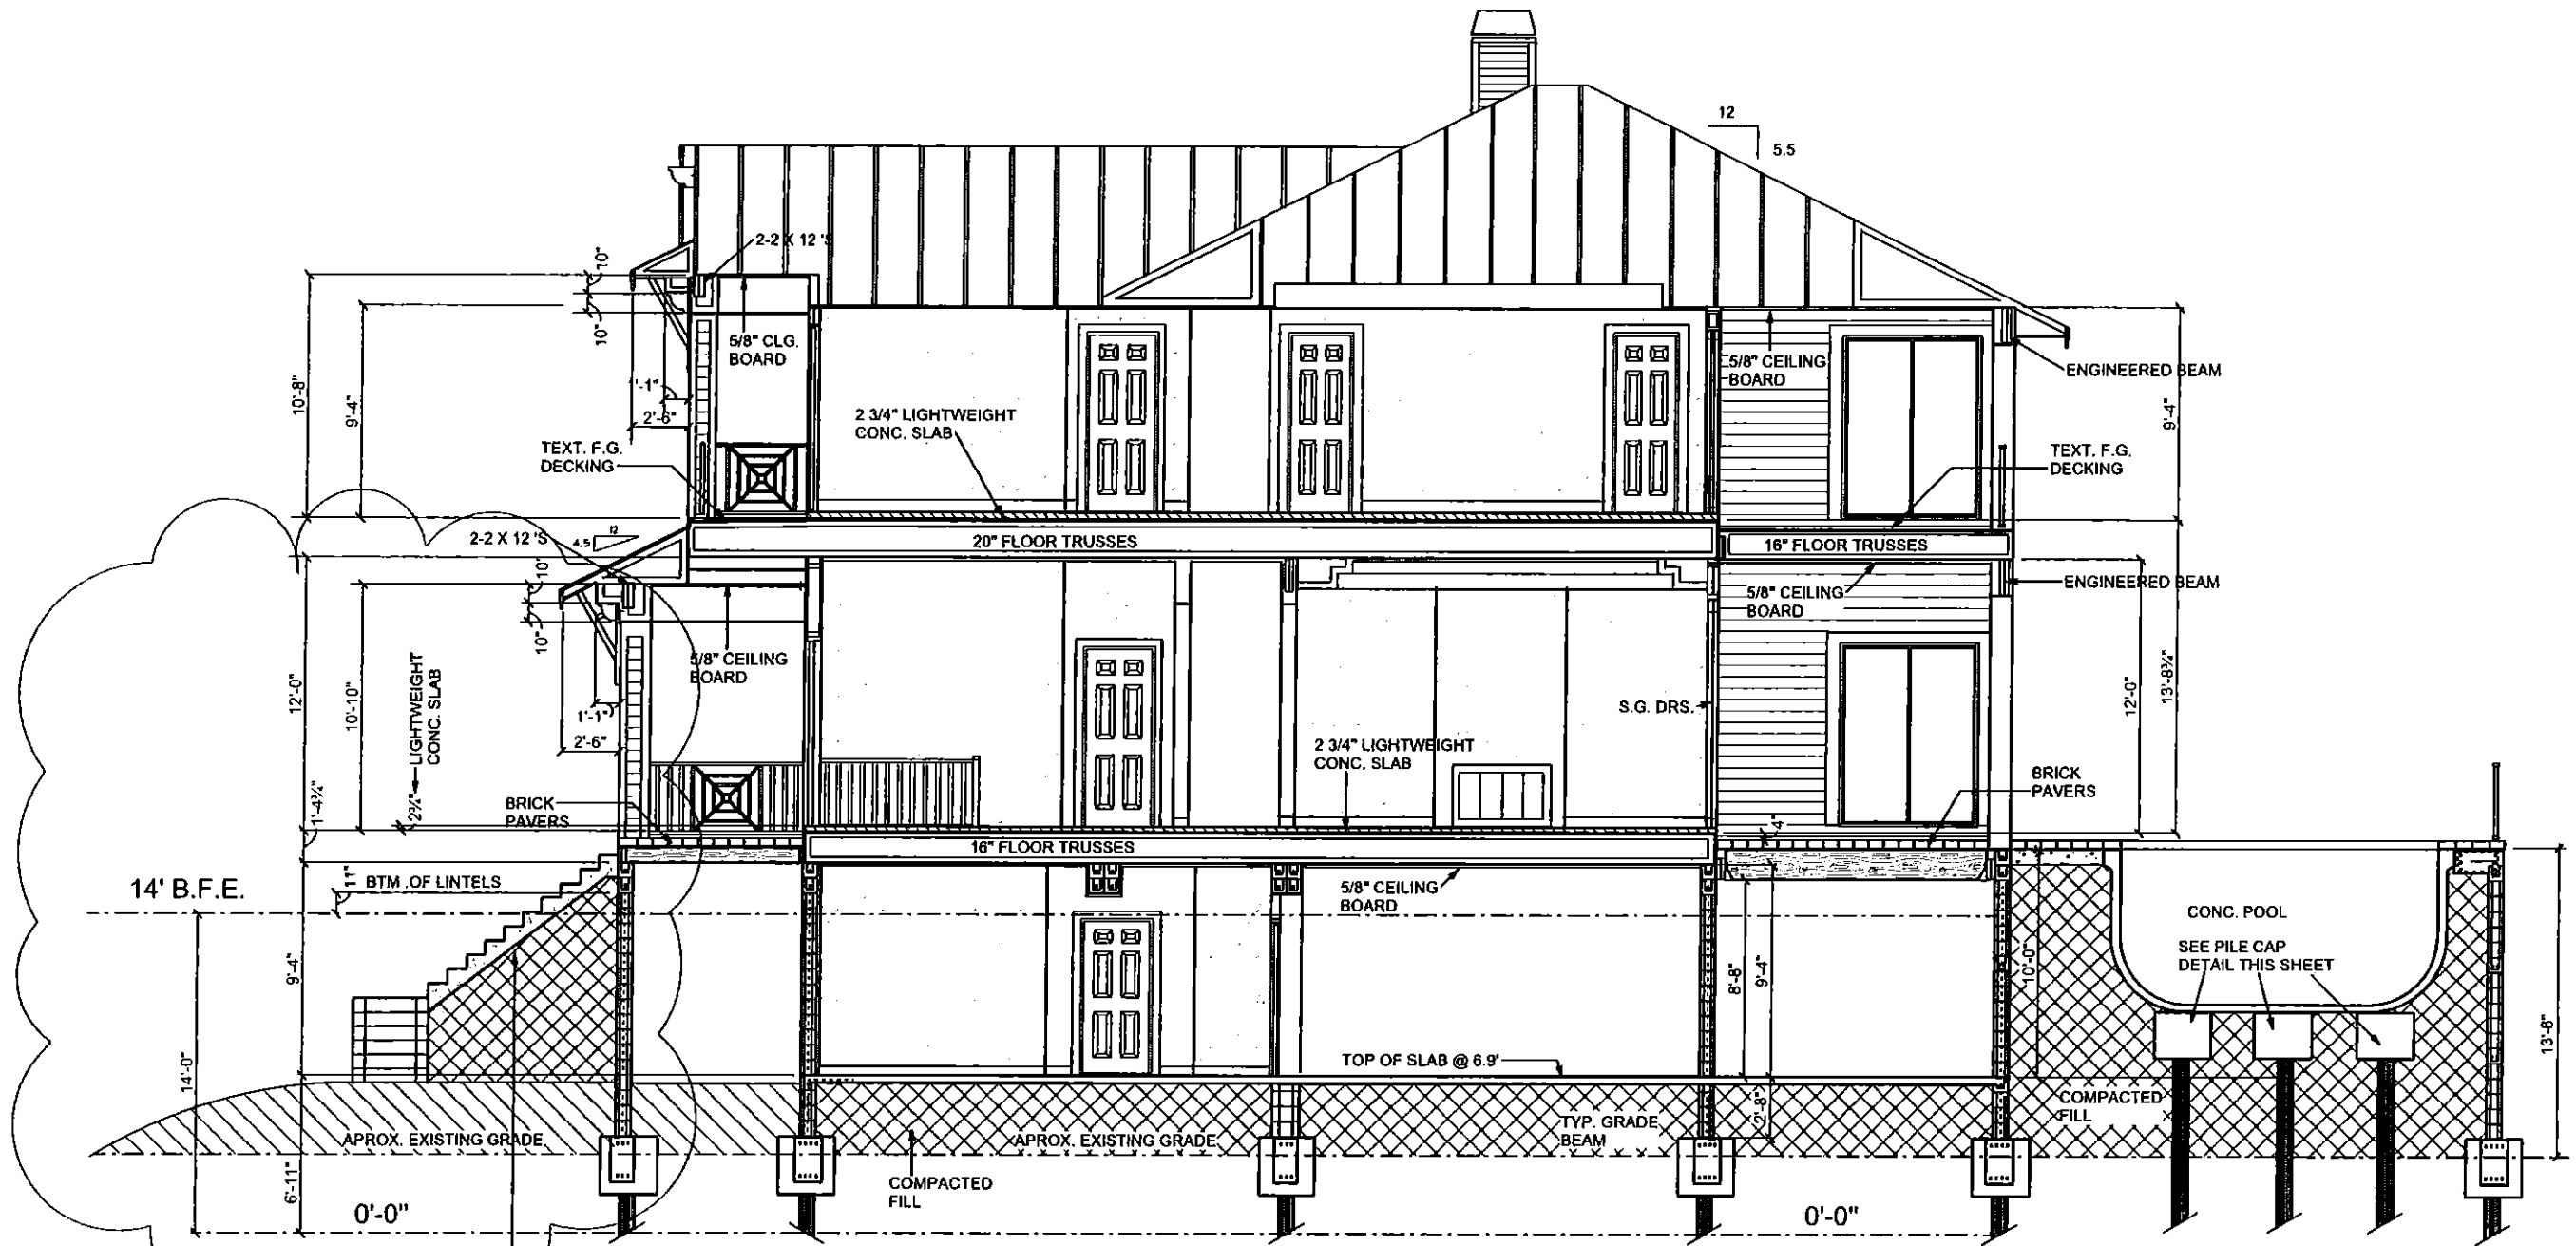 12
5.5
2-2 X 12 'S
10"
10"
5/8" CLG.
BOARD
10'-8"
9'-4"
1'-1"
2'-6"
2 3/4" LIGHTWEIGHT
CONC. SLAB
5/8" CEILING
BOARD
ENGINEERED BEAM
9'-4"
TEXT. F.G.
DECKING
TEXT. F.G.
DECKING
2-2 X 12 'S
4.5
12
20" FLOOR TRUSSES
16" FLOOR TRUSSES
ENGINEERED BEAM
10"
10"
5/8" CEILING
BOARD
5/8" CEILING
BOARD
12'-0"
10'-10"
LIGHTWEIGHT
CONC. SLAB
2¾"
1'-1"
2'-6"
S.G. DRS.
2 3/4" LIGHTWEIGHT
CONC. SLAB
12'-0"
13'-8¾"
BRICK
PAVERS
BRICK
PAVERS
1'-4¾"
4"
16" FLOOR TRUSSES
14' B.F.E.
11"
BTM .OF LINTELS
5/8" CEILING
BOARD
CONC. POOL
SEE PILE CAP
DETAIL THIS SHEET
9'-4"
8'-8"
9'-4"
10'-0"
13'-8"
14'-0"
TOP OF SLAB @ 6.9'
2'-8"
COMPACTED
FILL
TYP. GRADE
BEAM
APROX. EXISTING GRADE
APROX. EXISTING GRADE
COMPACTED
FILL
6'-11"
0'-0"
0'-0"